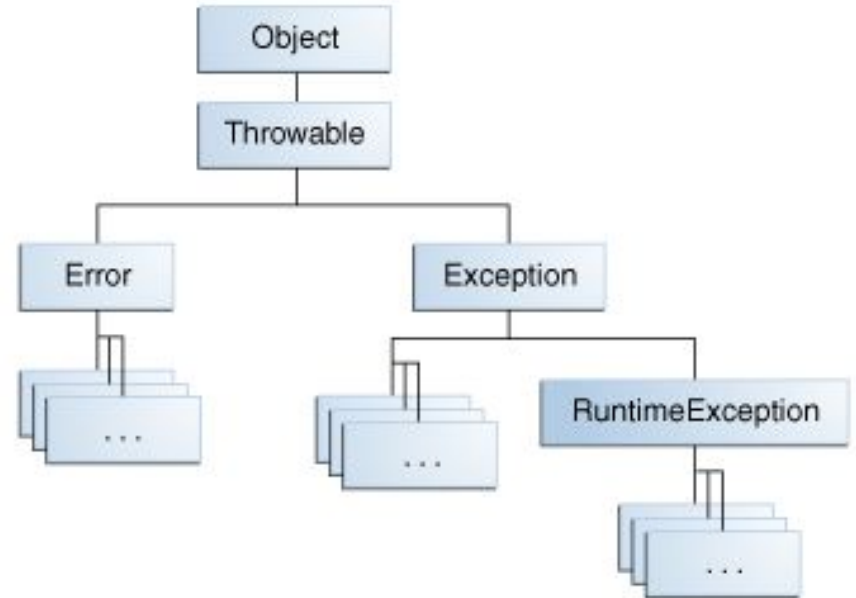 Object
Throwable
Error
Exception
. . .
. . .
RuntimeException
. . .